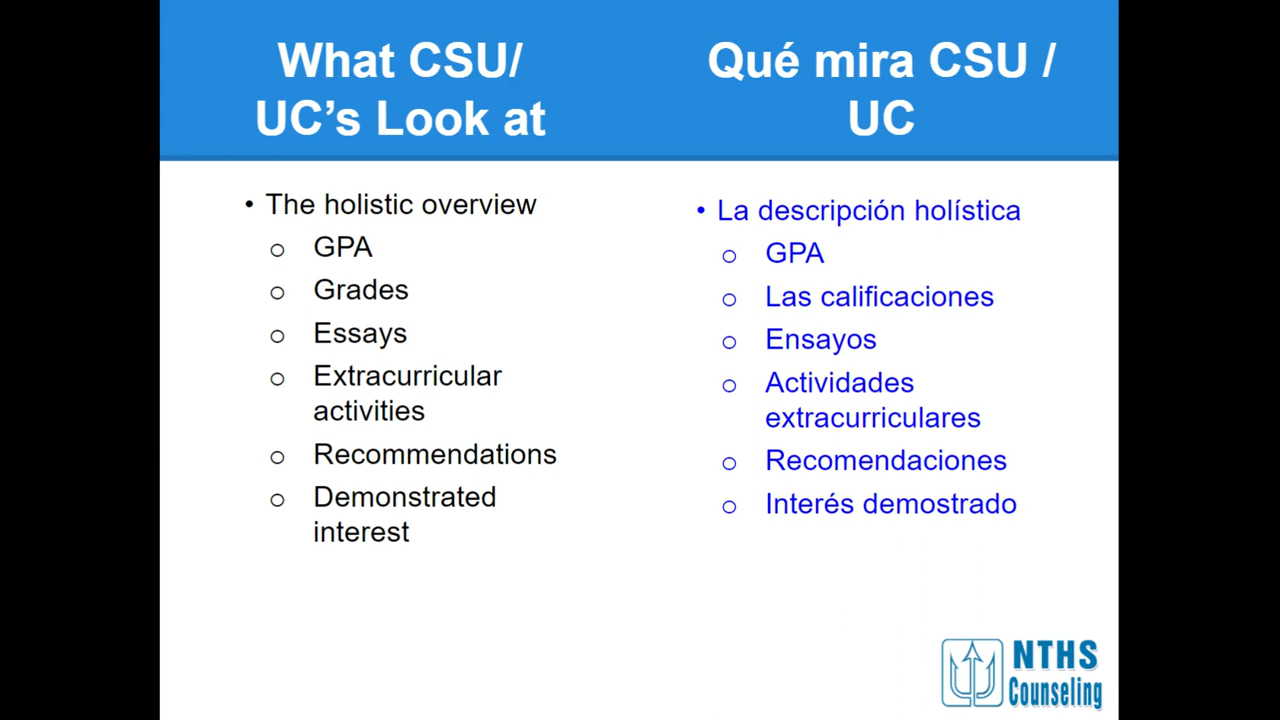 What CSU/
UC’s Look at
• The holistic overview
o GPA
o Grades
o Essays
o Extracurricular
activities
o Recommendations
o Demonstrated
interest
Qué mira CSU /
UC
• La descripción holística
o GPA
o Las calificaciones
o Ensayos
o Actividades
extracurriculares
o Recomendaciones
o Interés demostrado
NTHS
Counseling